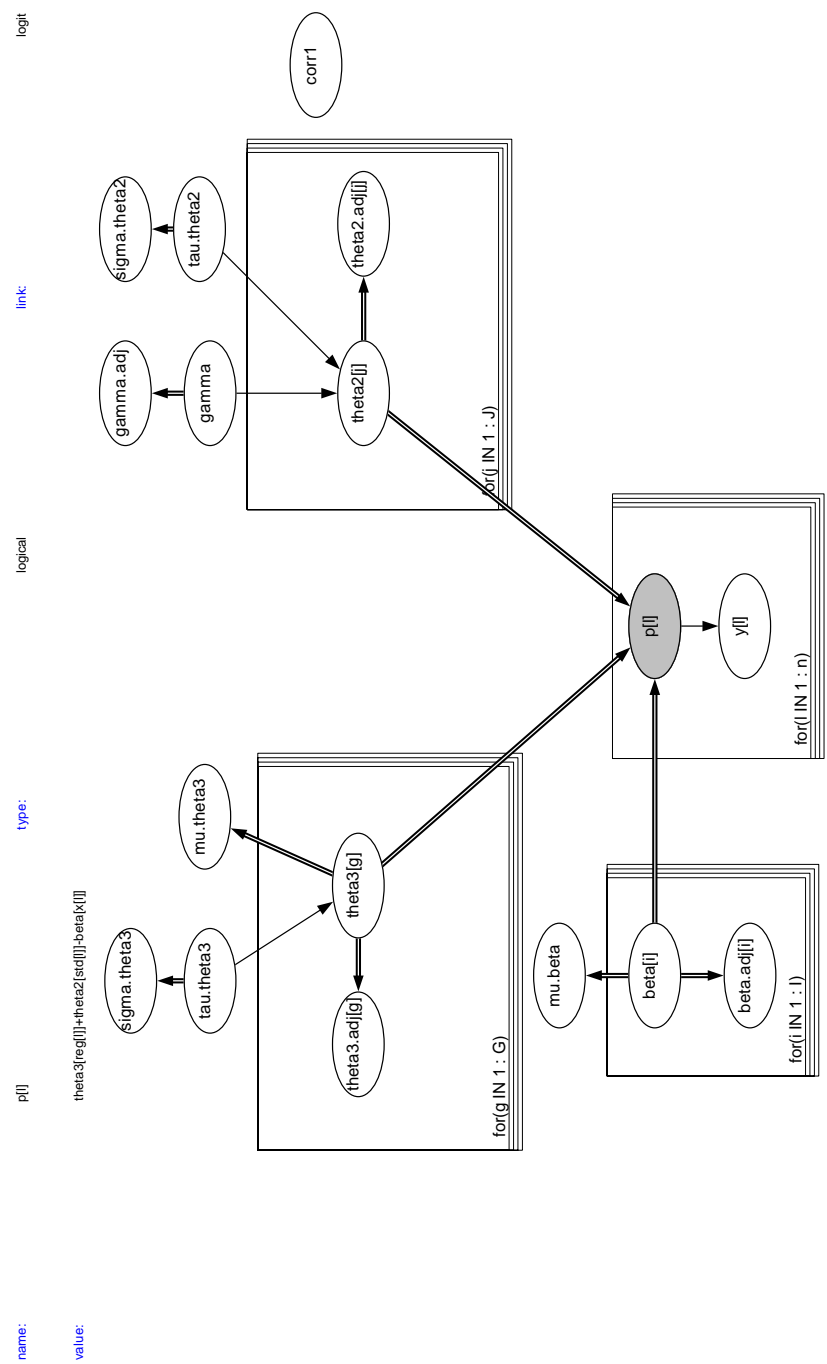 name: p[l] type: logical link: logit
value: theta3[reg[l]]+theta2[std[l]]-beta[x[l]]
sigma.theta3
gamma.adj
sigma.theta2
tau.theta3
mu.theta3
gamma
tau.theta2
corr1
theta3.adj[g]
theta3[g]
theta2[j]
theta2.adj[j]
for(g IN 1 : G)
for(j IN 1 : J)
mu.beta
beta[i]
p[l]
beta.adj[i]
y[l]
for(i IN 1 : I)
for(l IN 1 : n)